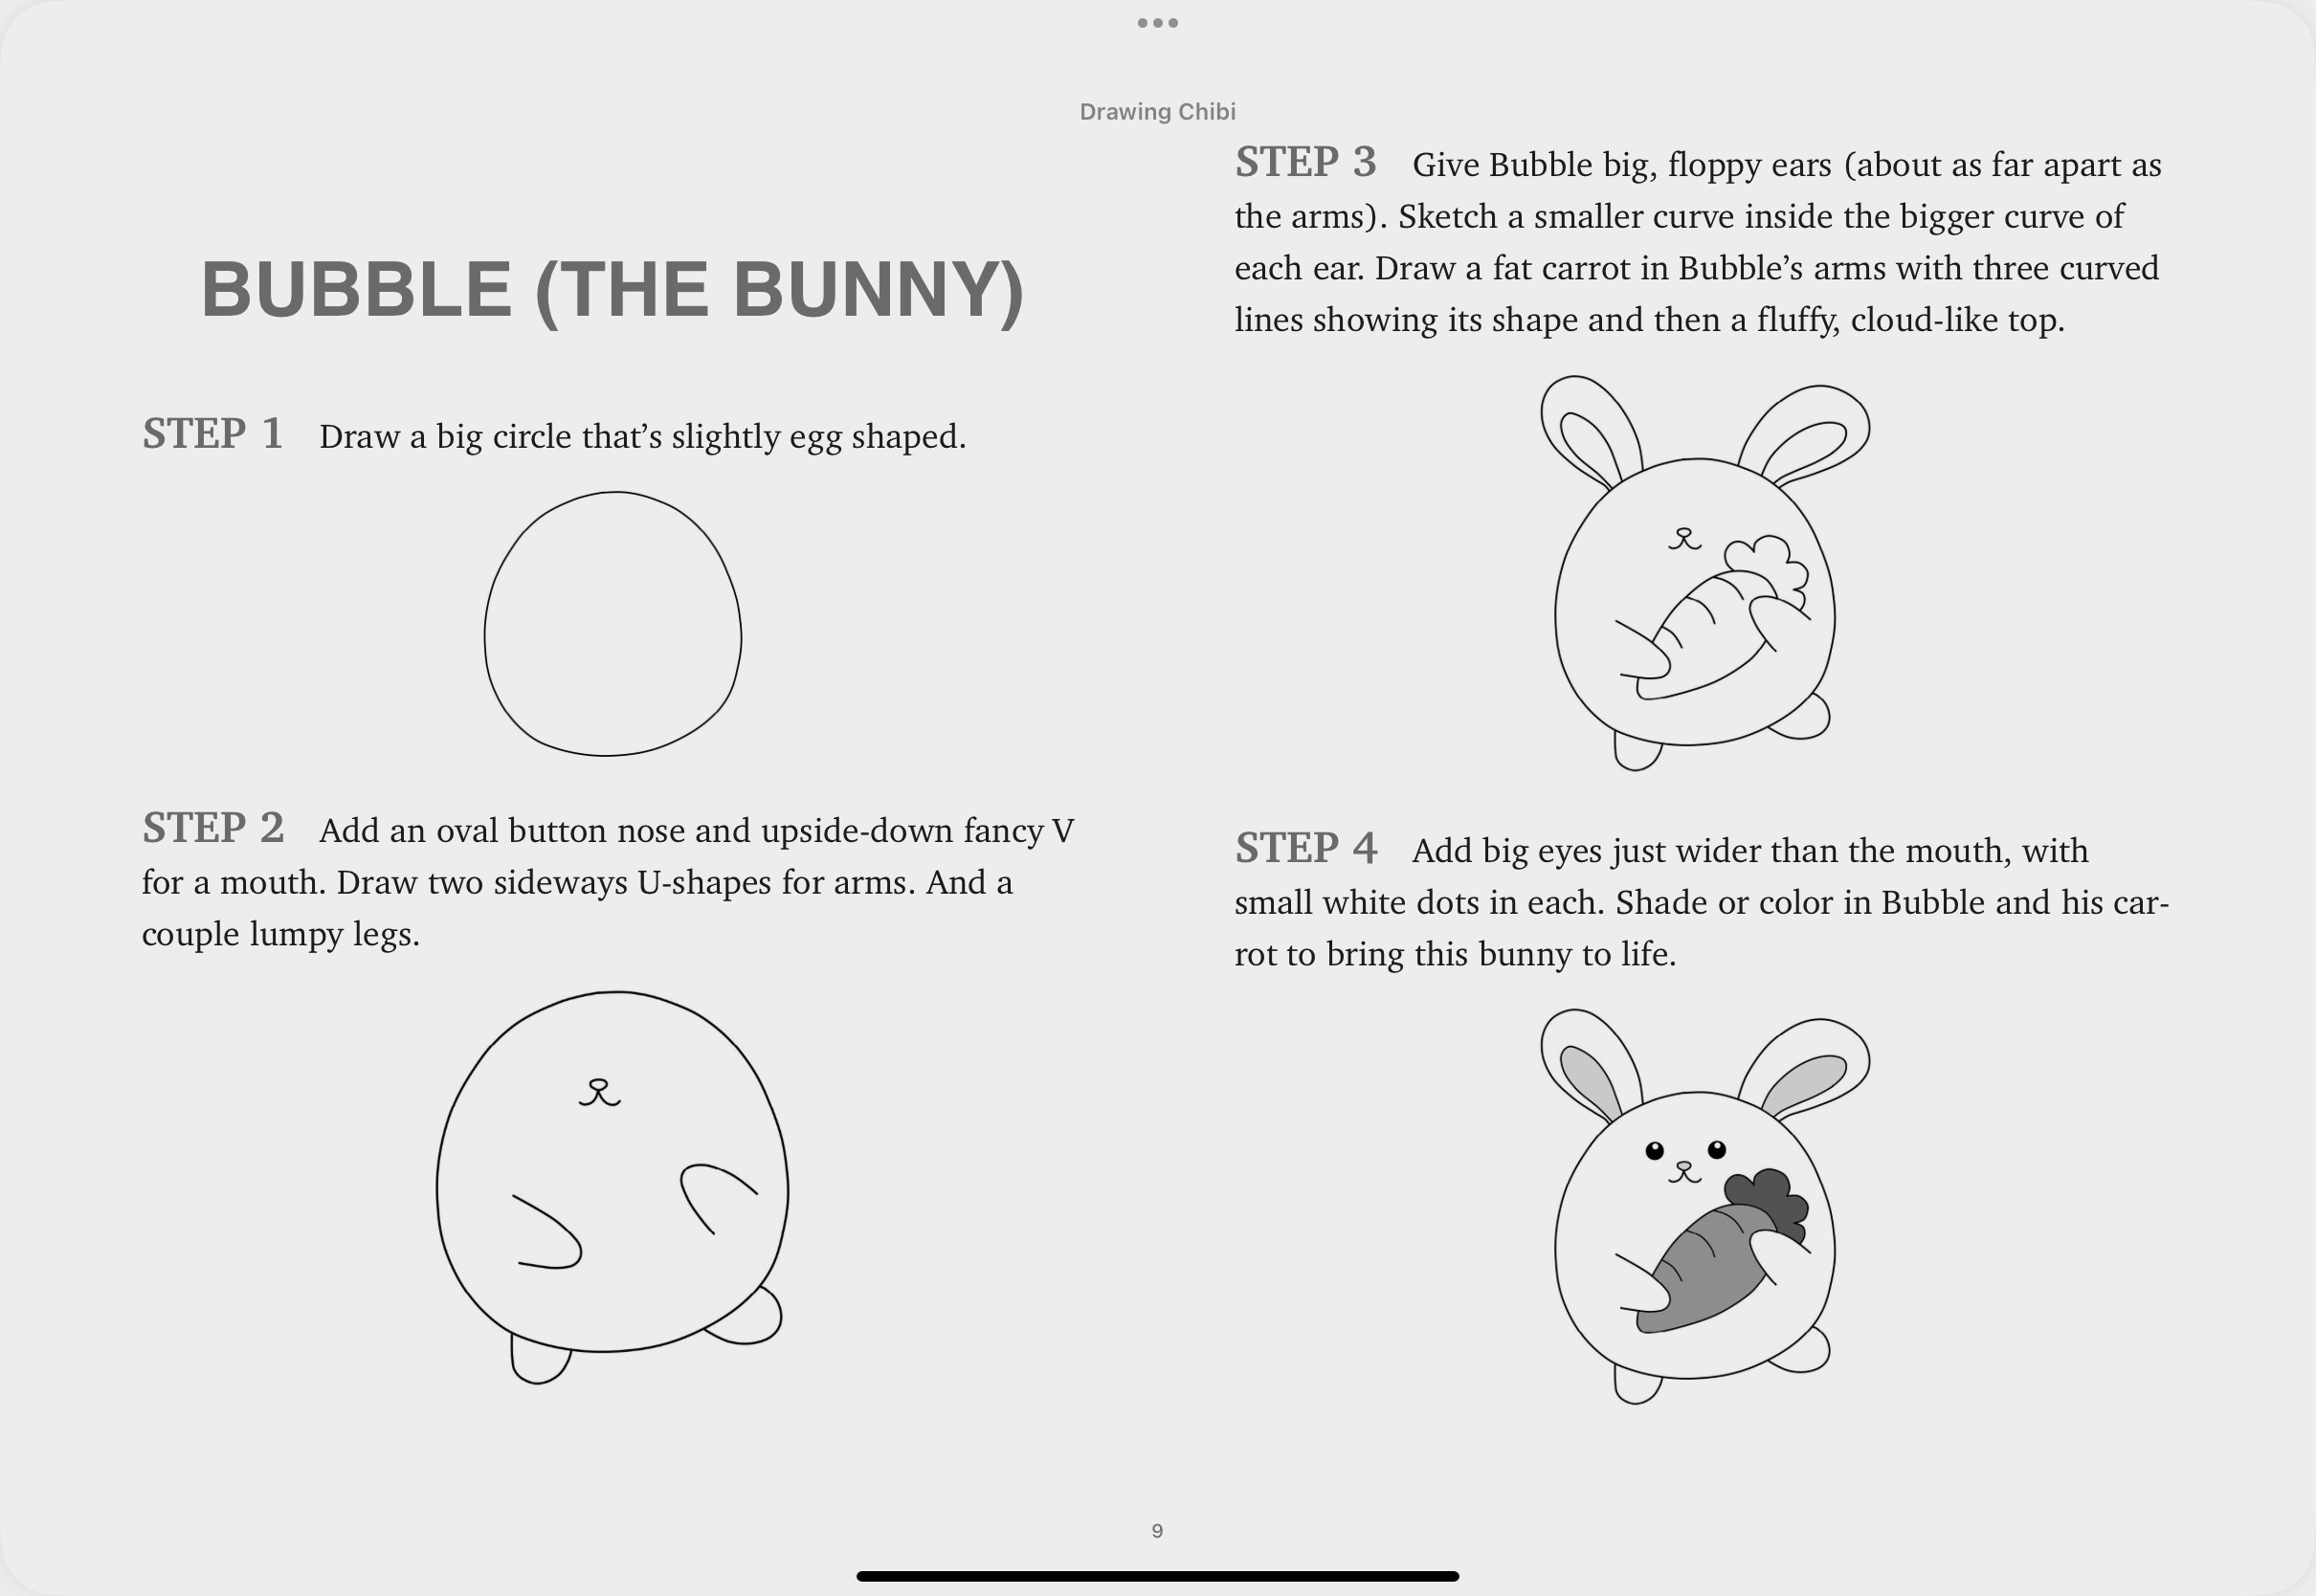 Drawing Chibi
BUBBLE (THE BUNNY)
STEP 1 Draw a big circle that’s slightly egg shaped.
STEP 2 Add an oval button nose and upside-down fancy V
for a mouth. Draw two sideways U-shapes for arms. And a
couple lumpy legs.
STEP 3 Give Bubble big, floppy ears (about as far apart as
the arms). Sketch a smaller curve inside the bigger curve of
each ear. Draw a fat carrot in Bubble’s arms with three curved
lines showing its shape and then a fluffy, cloud-like top.
STEP 4 Add big eyes just wider than the mouth, with
small white dots in each. Shade or color in Bubble and his car-
rot to bring this bunny to life.
9